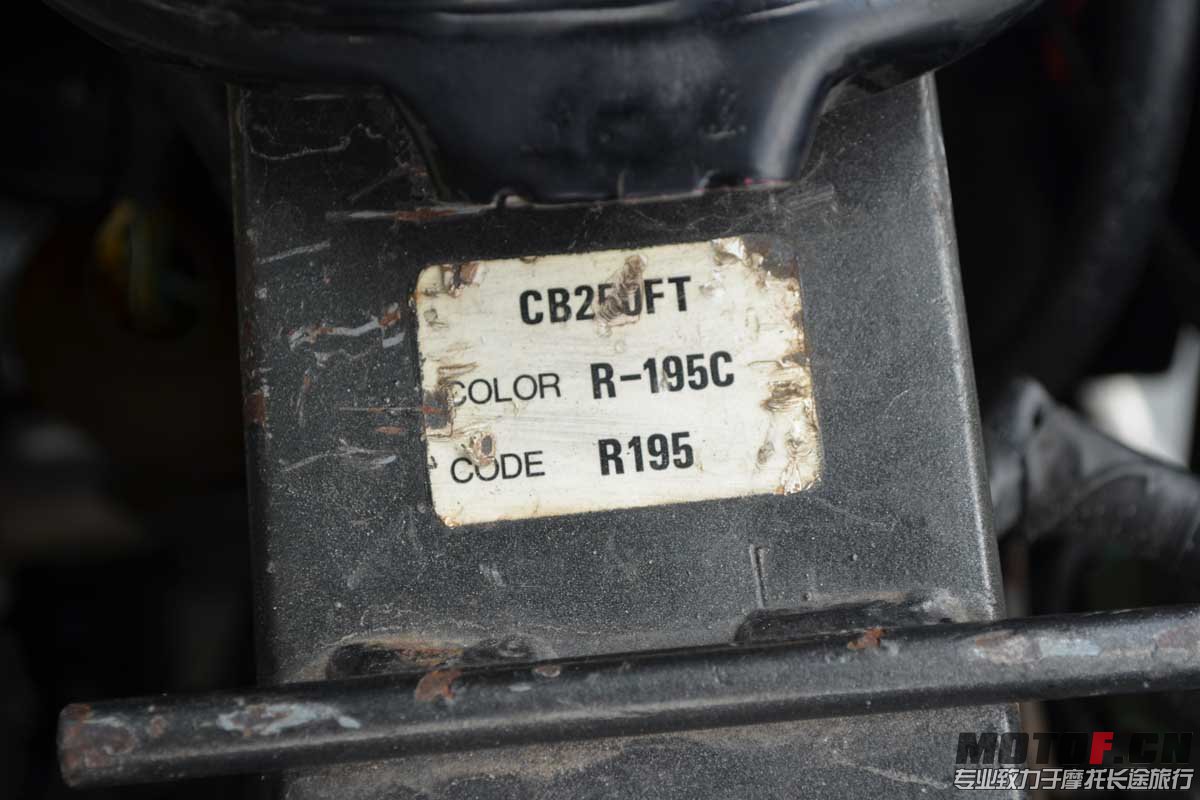 CB250FT
COLOR R-195C
CODE R195
MOTOF.CN
专业致力于摩托长途旅行